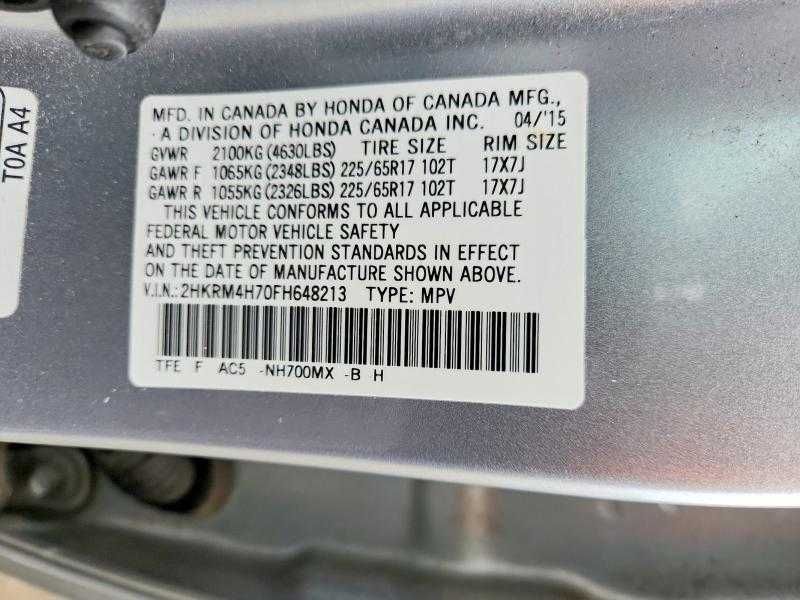 MFD. IN CANADA BY HONDA OF CANADA MFG.,
A DIVISION OF HONDA CANADA INC. 04/'15
GVWR 2100KG(4630LBS) TIRE SIZE RIM SIZE
GAWR F 1065KG(2348LBS) 225/65R17 102T 17X7J
GAWR R 1055KG(2326LBS) 225/65R17 102T 17X7J
THIS VEHICLE CONFORMS TO ALL APPLICABLE
FEDERAL MOTOR VEHICLE SAFETY
AND THEFT PREVENTION STANDARDS IN EFFECT
ON THE DATE OF MANUFACTURE SHOWN ABOVE.
V.I.N.:2HKRM4H70FH648213 TYPE: MPV
TFE F AC5 -NH700MX -B H
T0A A4